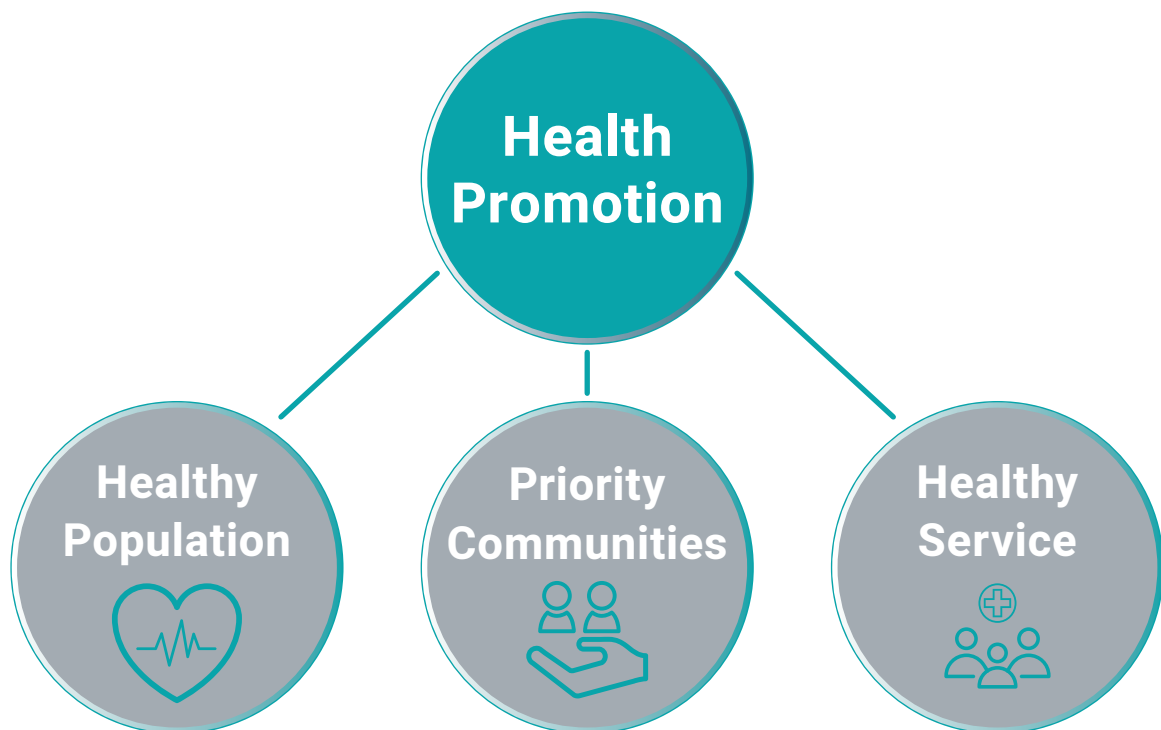 Health
Promotion
Healthy
Population
Priority
Communities
Healthy
Service